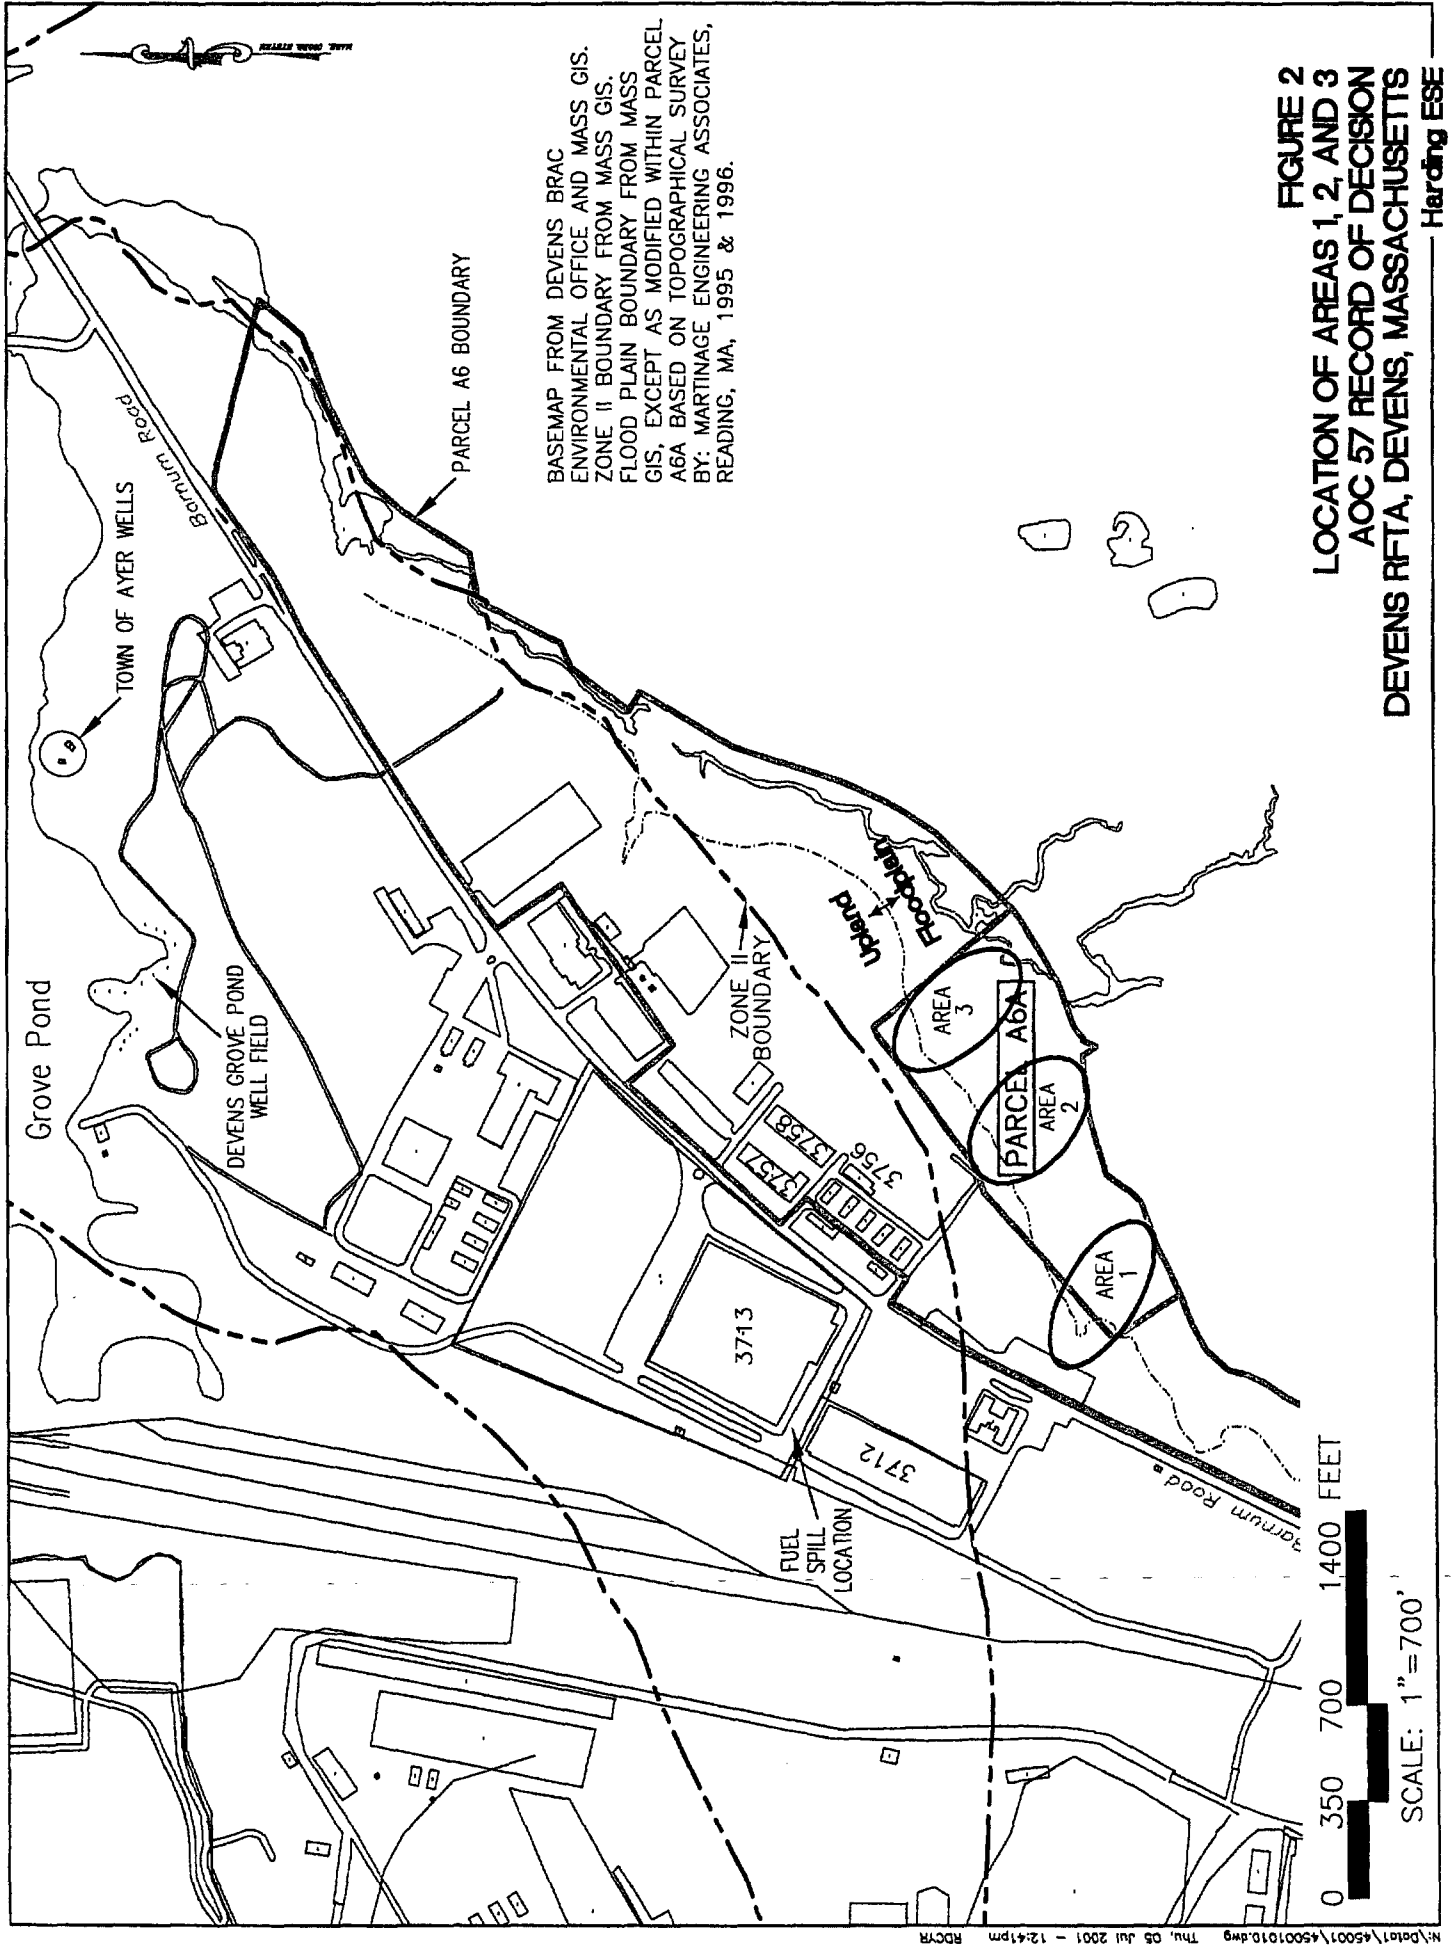 Grove Pond
TOWN OF AYER WELLS
Barnum Road
PARCEL A6 BOUNDARY
DEVENS GROVE POND
WELL FIELD
BASEMAP FROM DEVENS BRAC
ENVIRONMENTAL OFFICE AND MASS GIS.
ZONE II BOUNDARY FROM MASS GIS.
FLOOD PLAIN BOUNDARY FROM MASS
GIS, EXCEPT AS MODIFIED WITHIN PARCEL
A6A BASED ON TOPOGRAPHICAL SURVEY
BY: MARTINAGE ENGINEERING ASSOCIATES,
READING, MA, 1995 & 1996.
ZONE II
BOUNDARY
Upland
Floodplain
3713
3757
3758
3756
3712
FUEL
SPILL
LOCATION
AREA
3
PARCEL A6A
AREA
2
AREA
1
Barnum Road
0 350 700 1400 FEET
SCALE: 1"=700'
FIGURE 2
LOCATION OF AREAS 1, 2, AND 3
AOC 57 RECORD OF DECISION
DEVENS RFTA, DEVENS, MASSACHUSETTS
Harding ESE
N:\Data1\45001\45001010.dwg Thu, 05 Jul 2001 - 12:41pm RDCYR